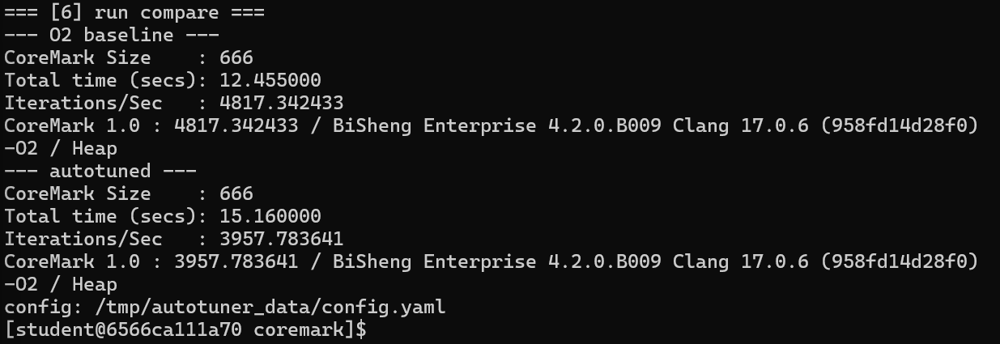 === [6] run compare ===
--- O2 baseline ---
CoreMark Size    : 666
Total time (secs): 12.455000
Iterations/Sec   : 4817.342433
CoreMark 1.0 : 4817.342433 / BiSheng Enterprise 4.2.0.B009 Clang 17.0.6 (958fd14d28f0)
-O2 / Heap
--- autotuned ---
CoreMark Size    : 666
Total time (secs): 15.160000
Iterations/Sec   : 3957.783641
CoreMark 1.0 : 3957.783641 / BiSheng Enterprise 4.2.0.B009 Clang 17.0.6 (958fd14d28f0)
-O2 / Heap
config: /tmp/autotuner_data/config.yaml
[student@6566ca111a70 coremark]$